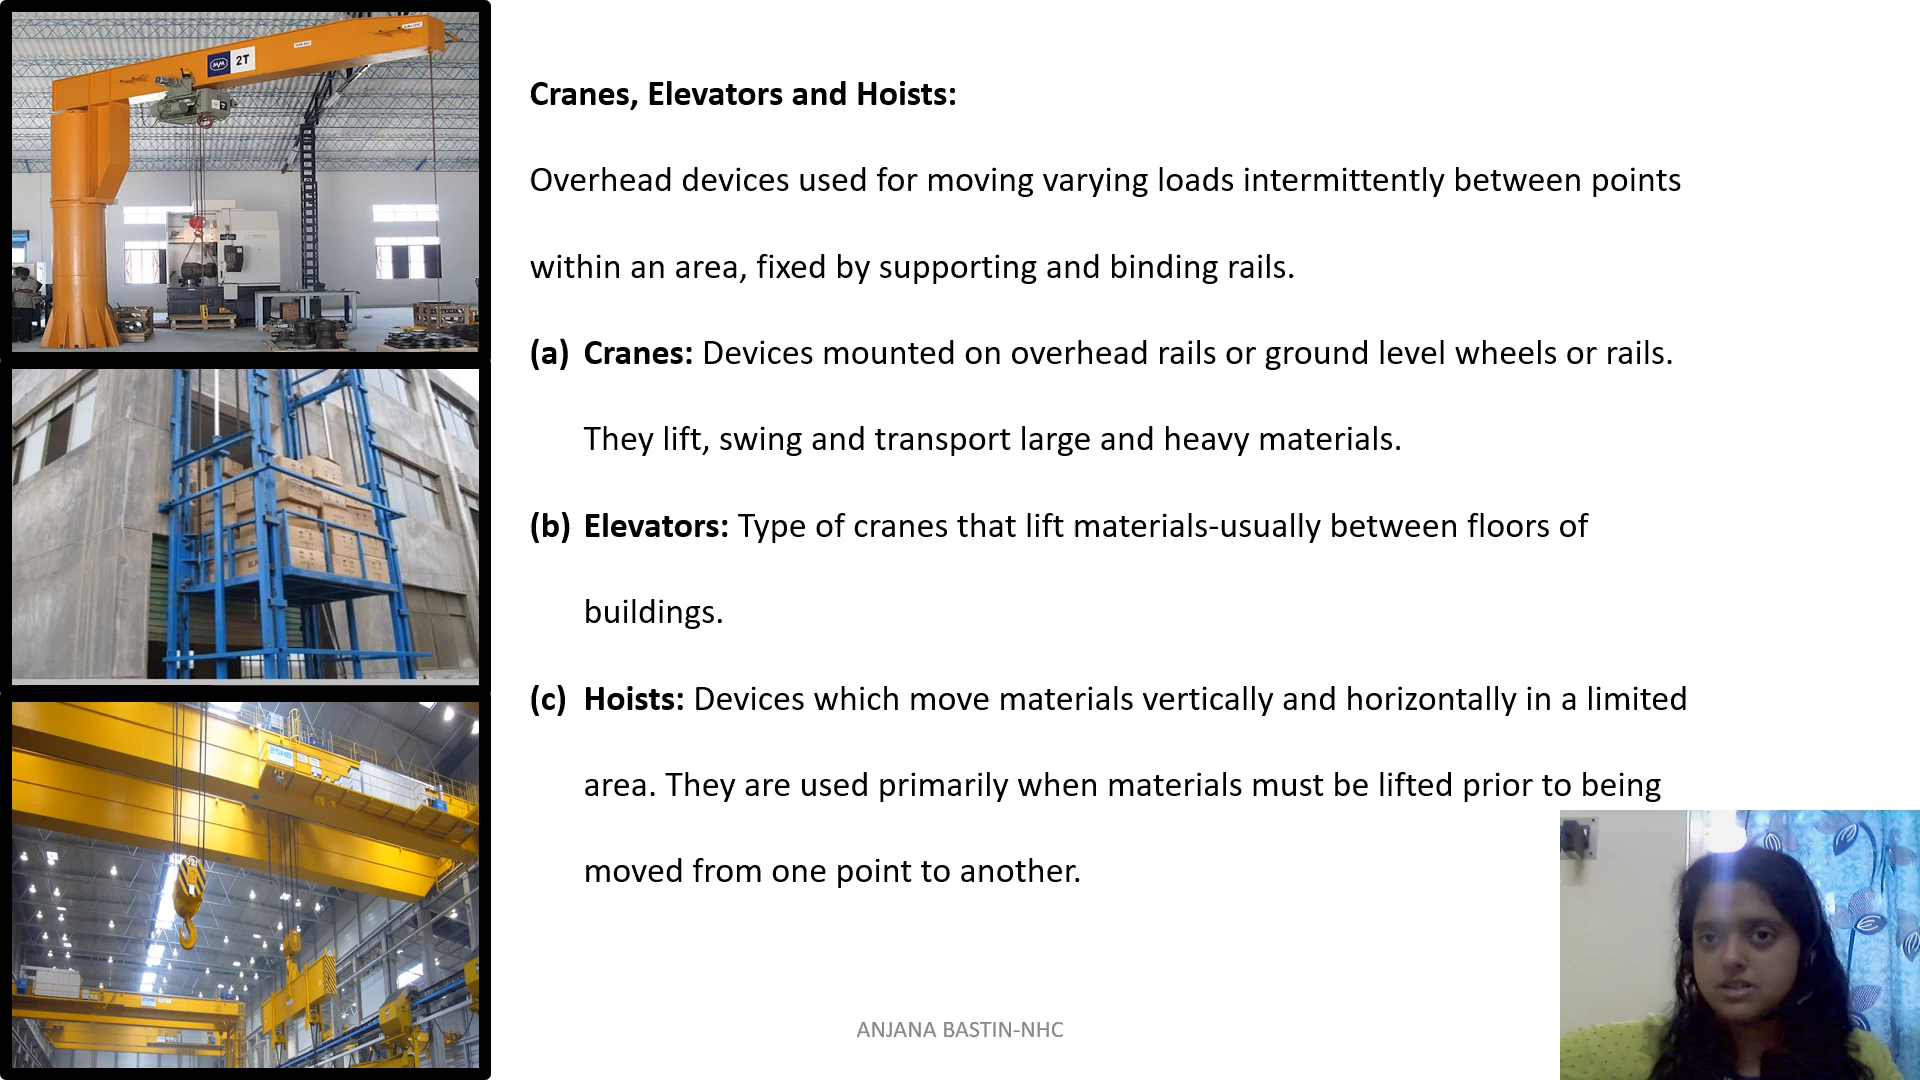 2T
Cranes, Elevators and Hoists:
Overhead devices used for moving varying loads intermittently between points
within an area, fixed by supporting and binding rails.
(a) Cranes: Devices mounted on overhead rails or ground level wheels or rails.
They lift, swing and transport large and heavy materials.
(b) Elevators: Type of cranes that lift materials-usually between floors of
buildings.
(c) Hoists: Devices which move materials vertically and horizontally in a limited
area. They are used primarily when materials must be lifted prior to being
moved from one point to another.
ANJANA BASTIN-NHC